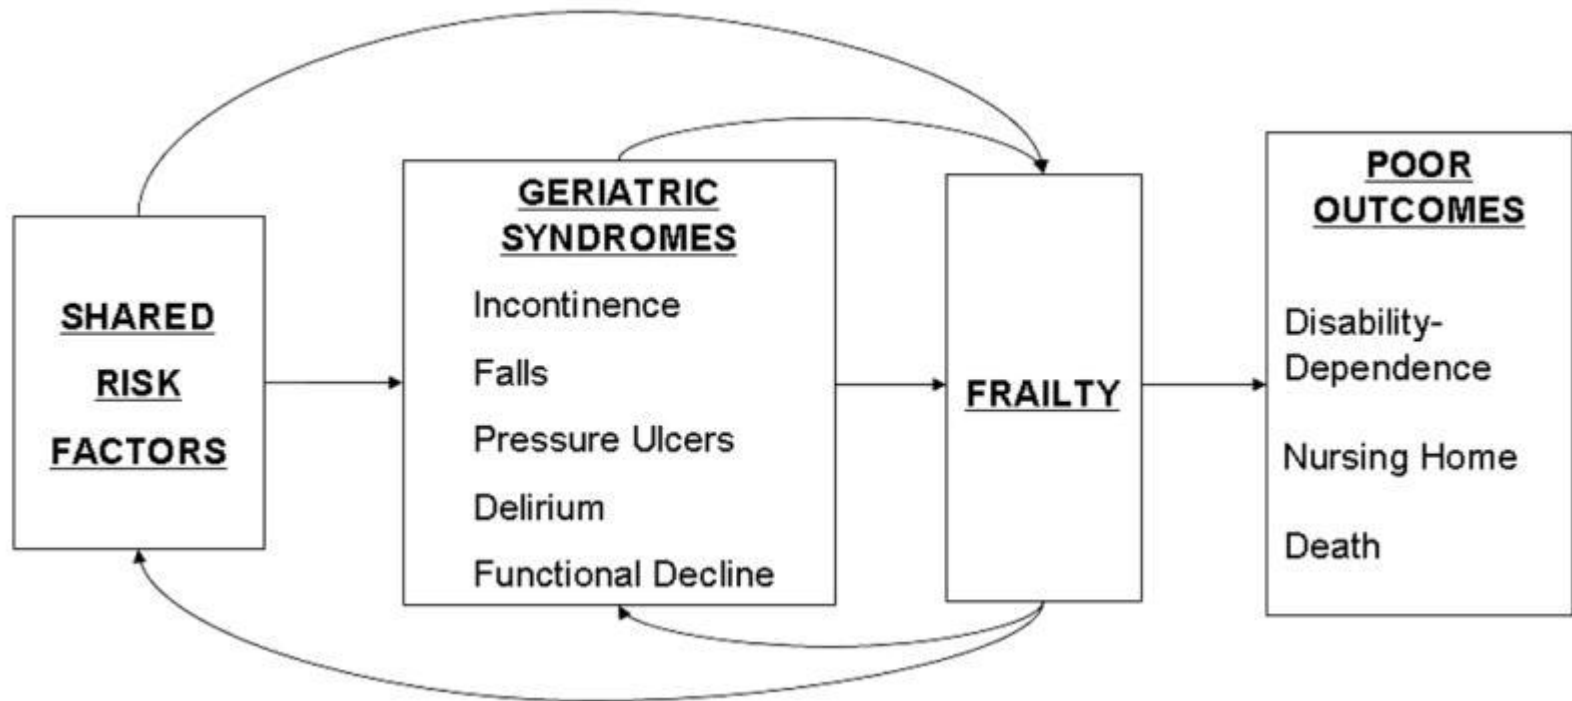 SHARED
RISK
FACTORS
GERIATRIC
SYNDROMES
Incontinence
Falls
Pressure Ulcers
Delirium
Functional Decline
FRAILTY
POOR
OUTCOMES
Disability-
Dependence
Nursing Home
Death